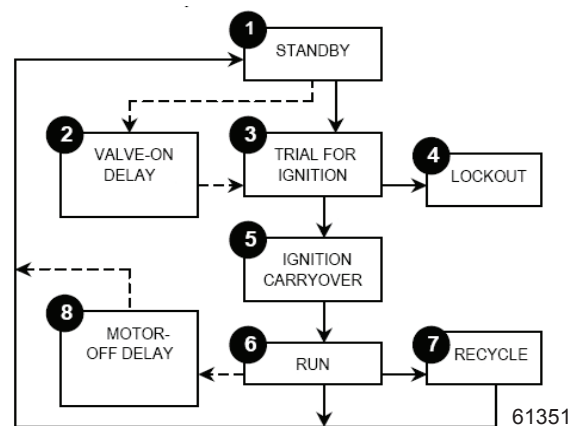 1
STANDBY
2
VALVE-ON
DELAY
3
TRIAL FOR
IGNITION
4
LOCKOUT
5
IGNITION
CARRYOVER
8
MOTOR-
OFF DELAY
6
RUN
7
RECYCLE
61351